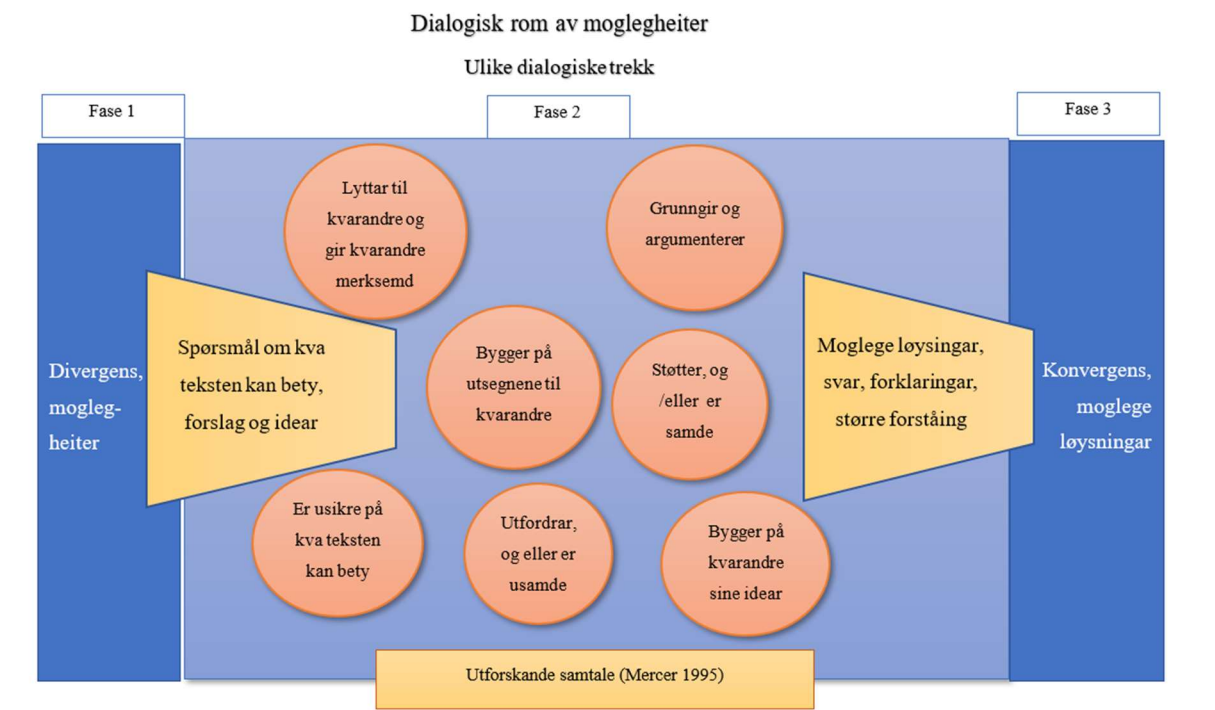 Dialogisk rom av moglegheiter
Ulike dialogiske trekk
Fase 1
Fase 2
Fase 3
Divergens,
mogleg-
heiter
Spørsmål om kva
teksten kan bety,
forslag og idear
Lyttar til
kvarandre og
gir kvarandre
merksemd
Grunngir og
argumenterer
Bygger på
utsegnene til
kvarandre
Støtter, og
/eller er
samde
Er usikre på
kva teksten
kan bety
Utfordrar,
og eller er
usamde
Bygger på
kvarandre
sine idear
Moglege løysingar,
svar, forklaringar,
større forståing
Konvergens,
moglege
løysningar
Utforskande samtale (Mercer 1995)